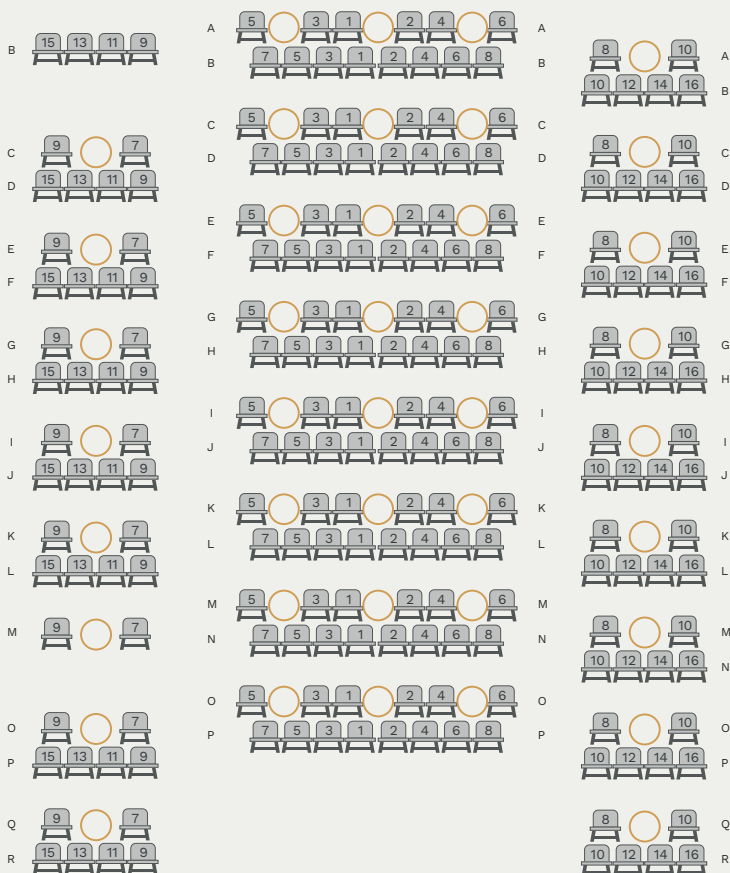 B 15 13 11 9
C 9 7
D 15 13 11 9
E 9 7
F 15 13 11 9
G 9 7
H 15 13 11 9
I 9 7
J 15 13 11 9
K 9 7
L 15 13 11 9
M 9 7
O 9 7
P 15 13 11 9
Q 9 7
R 15 13 11 9
A 5 3 1 2 4 6 A
B 7 5 3 1 2 4 6 8 B
C 5 3 1 2 4 6 C
D 7 5 3 1 2 4 6 8 D
E 5 3 1 2 4 6 E
F 7 5 3 1 2 4 6 8 F
G 5 3 1 2 4 6 G
H 7 5 3 1 2 4 6 8 H
I 5 3 1 2 4 6 I
J 7 5 3 1 2 4 6 8 J
K 5 3 1 2 4 6 K
L 7 5 3 1 2 4 6 8 L
M 5 3 1 2 4 6 M
N 7 5 3 1 2 4 6 8 N
O 5 3 1 2 4 6 O
P 7 5 3 1 2 4 6 8 P
8 10 A
10 12 14 16 B
8 10 C
10 12 14 16 D
8 10 E
10 12 14 16 F
8 10 G
10 12 14 16 H
8 10 I
10 12 14 16 J
8 10 K
10 12 14 16 L
8 10 M
10 12 14 16 N
8 10 O
10 12 14 16 P
8 10 Q
10 12 14 16 R